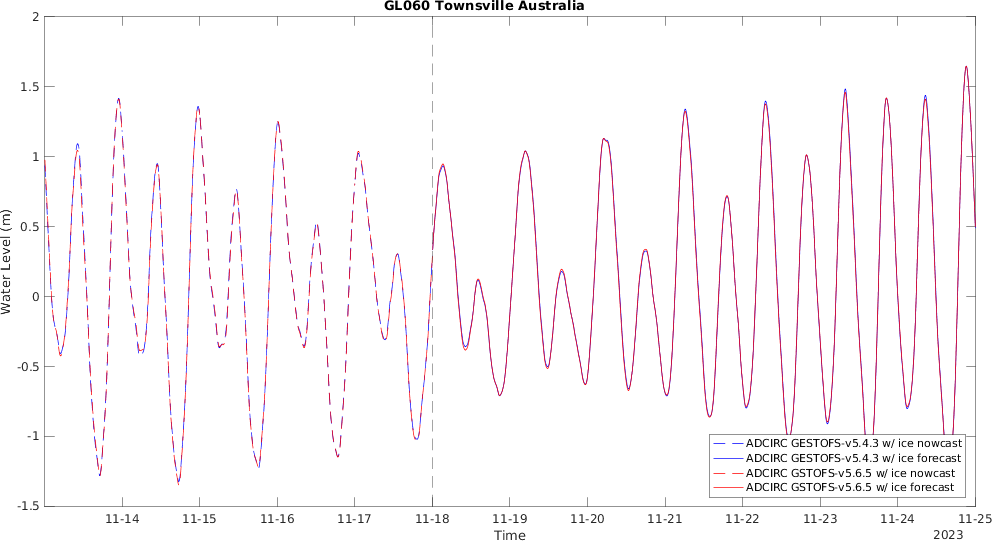 GL060 Townsville Australia
2
1.5
1
0.5
0
-0.5
-1
-1.5
Water Level (m)
ADCIRC GESTOFS-v5.4.3 w/ ice nowcast
ADCIRC GESTOFS-v5.4.3 w/ ice forecast
ADCIRC GSTOFS-v5.6.5 w/ ice nowcast
ADCIRC GSTOFS-v5.6.5 w/ ice forecast
11-14 11-15 11-16 11-17 11-18 11-19 11-20 11-21 11-22 11-23 11-24 11-25
Time
2023